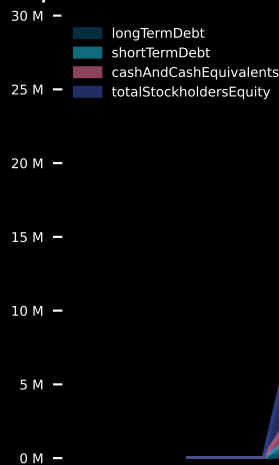 30 M
longTermDebt
shortTermDebt
cashAndCashEquivalents
25 M
totalStockholdersEquity
20 M
15 M
10 M
5 M
0 M